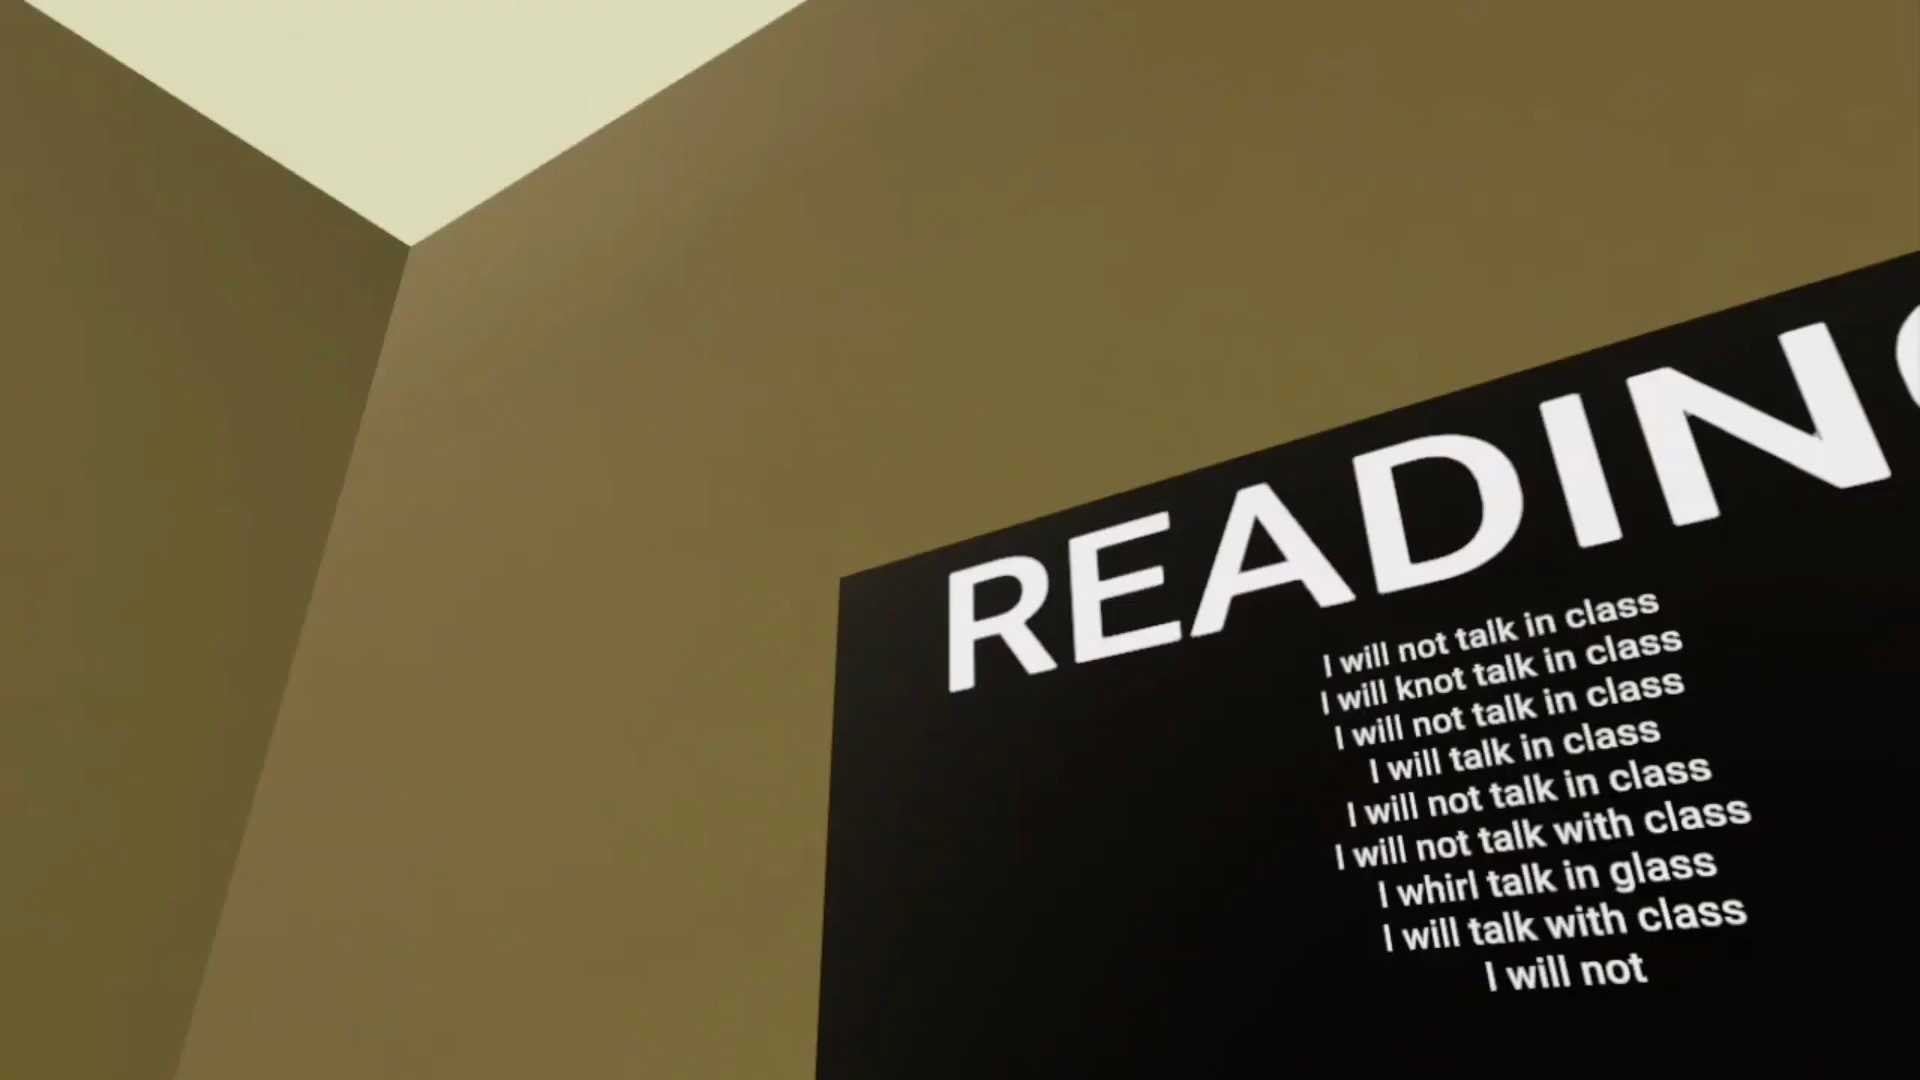 READIN
I will not talk in class
I will knot talk in class
I will not talk in class
I will talk in class
I will not talk in class
I will not talk with class
I whirl talk in glass
I will talk with class
I will not